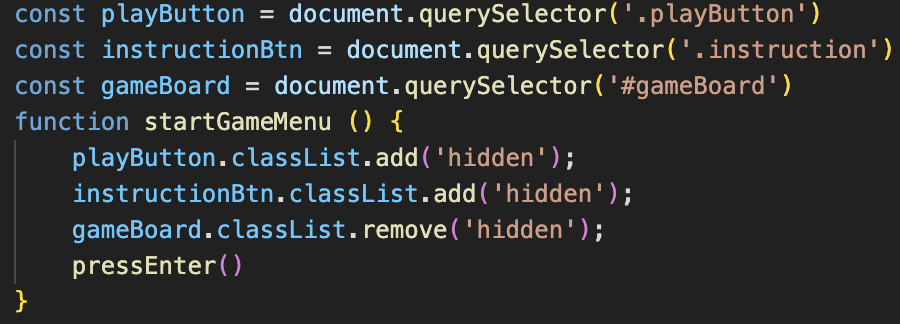 const playButton = document.querySelector('.playButton')
const instructionBtn = document.querySelector('.instruction')
const gameBoard = document.querySelector('#gameBoard')
function startGameMenu () {
    playButton.classList.add('hidden');
    instructionBtn.classList.add('hidden');
    gameBoard.classList.remove('hidden');
    pressEnter()
}